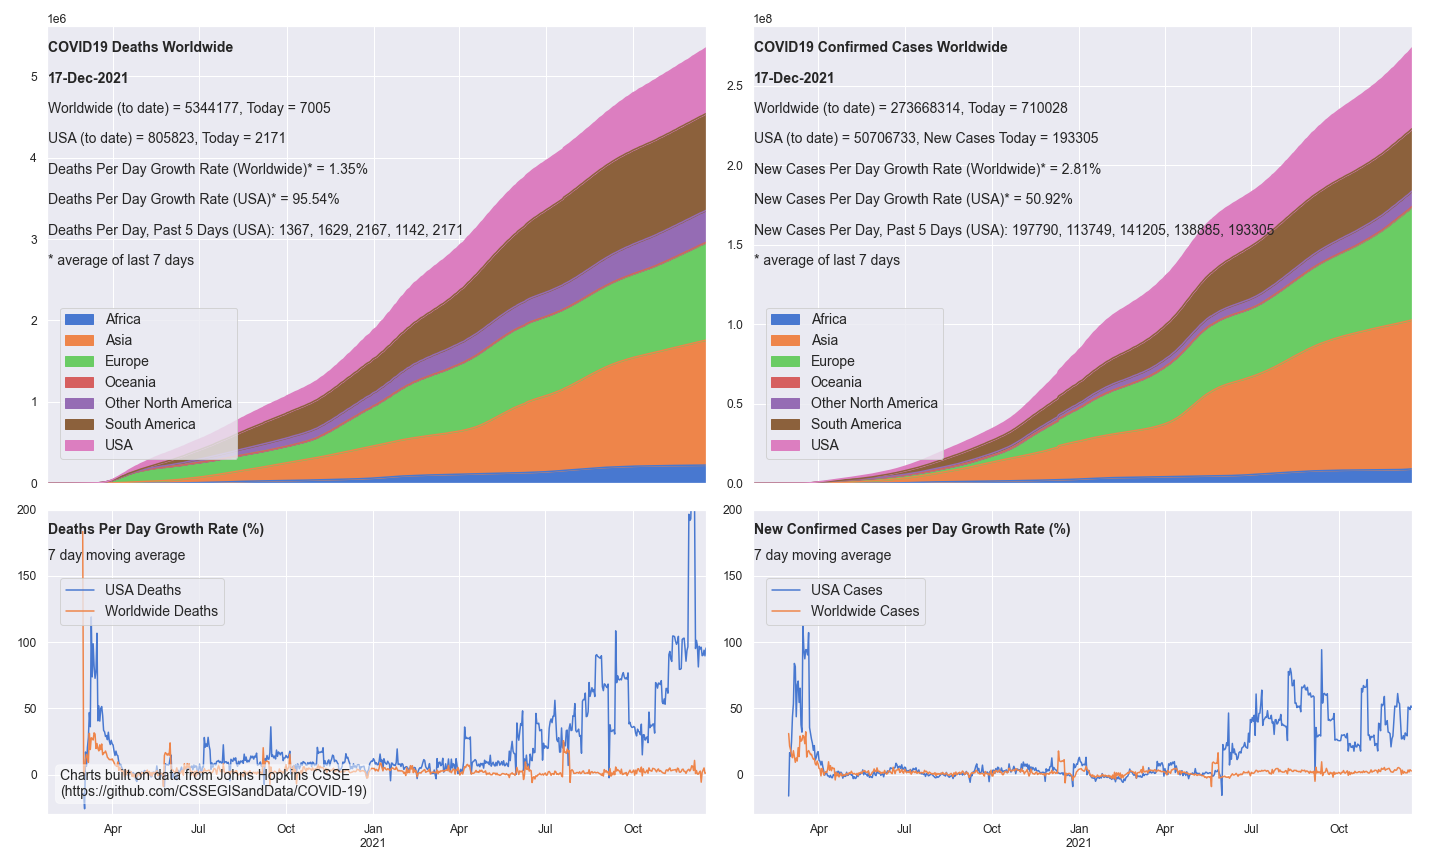 1e6
COVID19 Deaths Worldwide
17-Dec-2021
Worldwide (to date) = 5344177, Today = 7005
USA (to date) = 805823, Today = 2171
Deaths Per Day Growth Rate (Worldwide)* = 1.35%
Deaths Per Day Growth Rate (USA)* = 95.54%
Deaths Per Day, Past 5 Days (USA): 1367, 1629, 2167, 1142, 2171
* average of last 7 days
Africa
Asia
Europe
Oceania
Other North America
South America
USA
5
4
3
2
1
0
1e8
COVID19 Confirmed Cases Worldwide
17-Dec-2021
Worldwide (to date) = 273668314, Today = 710028
USA (to date) = 50706733, New Cases Today = 193305
New Cases Per Day Growth Rate (Worldwide)* = 2.81%
New Cases Per Day Growth Rate (USA)* = 50.92%
New Cases Per Day, Past 5 Days (USA): 197790, 113749, 141205, 138885, 193305
* average of last 7 days
Africa
Asia
Europe
Oceania
Other North America
South America
USA
2.5
2.0
1.5
1.0
0.5
0.0
Deaths Per Day Growth Rate (%)
7 day moving average
USA Deaths
Worldwide Deaths
200
150
100
50
0
Charts built on data from Johns Hopkins CSSE
(https://github.com/CSSEGISandData/COVID-19)
Apr Jul Oct Jan Apr Jul Oct
2021
New Confirmed Cases per Day Growth Rate (%)
7 day moving average
USA Cases
Worldwide Cases
200
150
100
50
0
Apr Jul Oct Jan Apr Jul Oct
2021